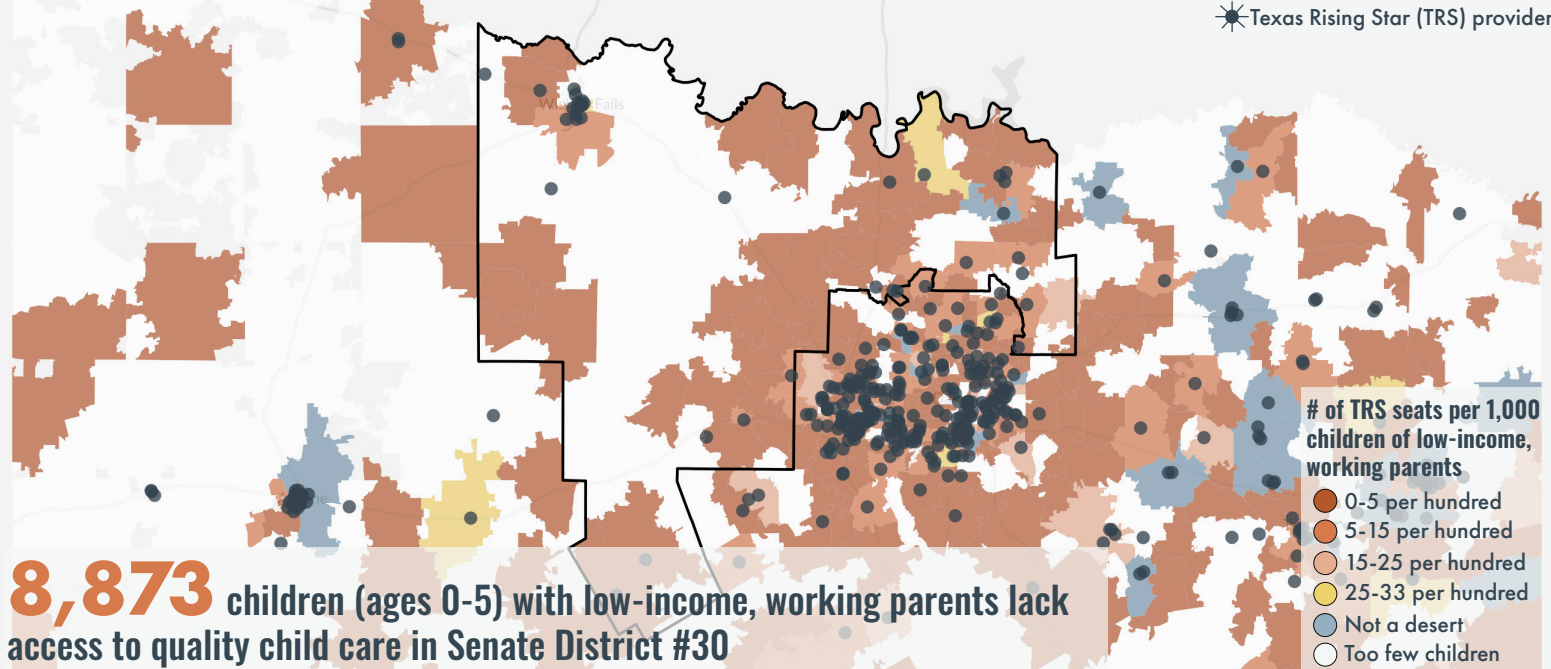 Texas Rising Star (TRS) provider
# of TRS seats per 1,000
children of low-income,
working parents
0-5 per hundred
5-15 per hundred
15-25 per hundred
25-33 per hundred
Not a desert
Too few children
8,873 children (ages 0-5) with low-income, working parents lack
access to quality child care in Senate District #30